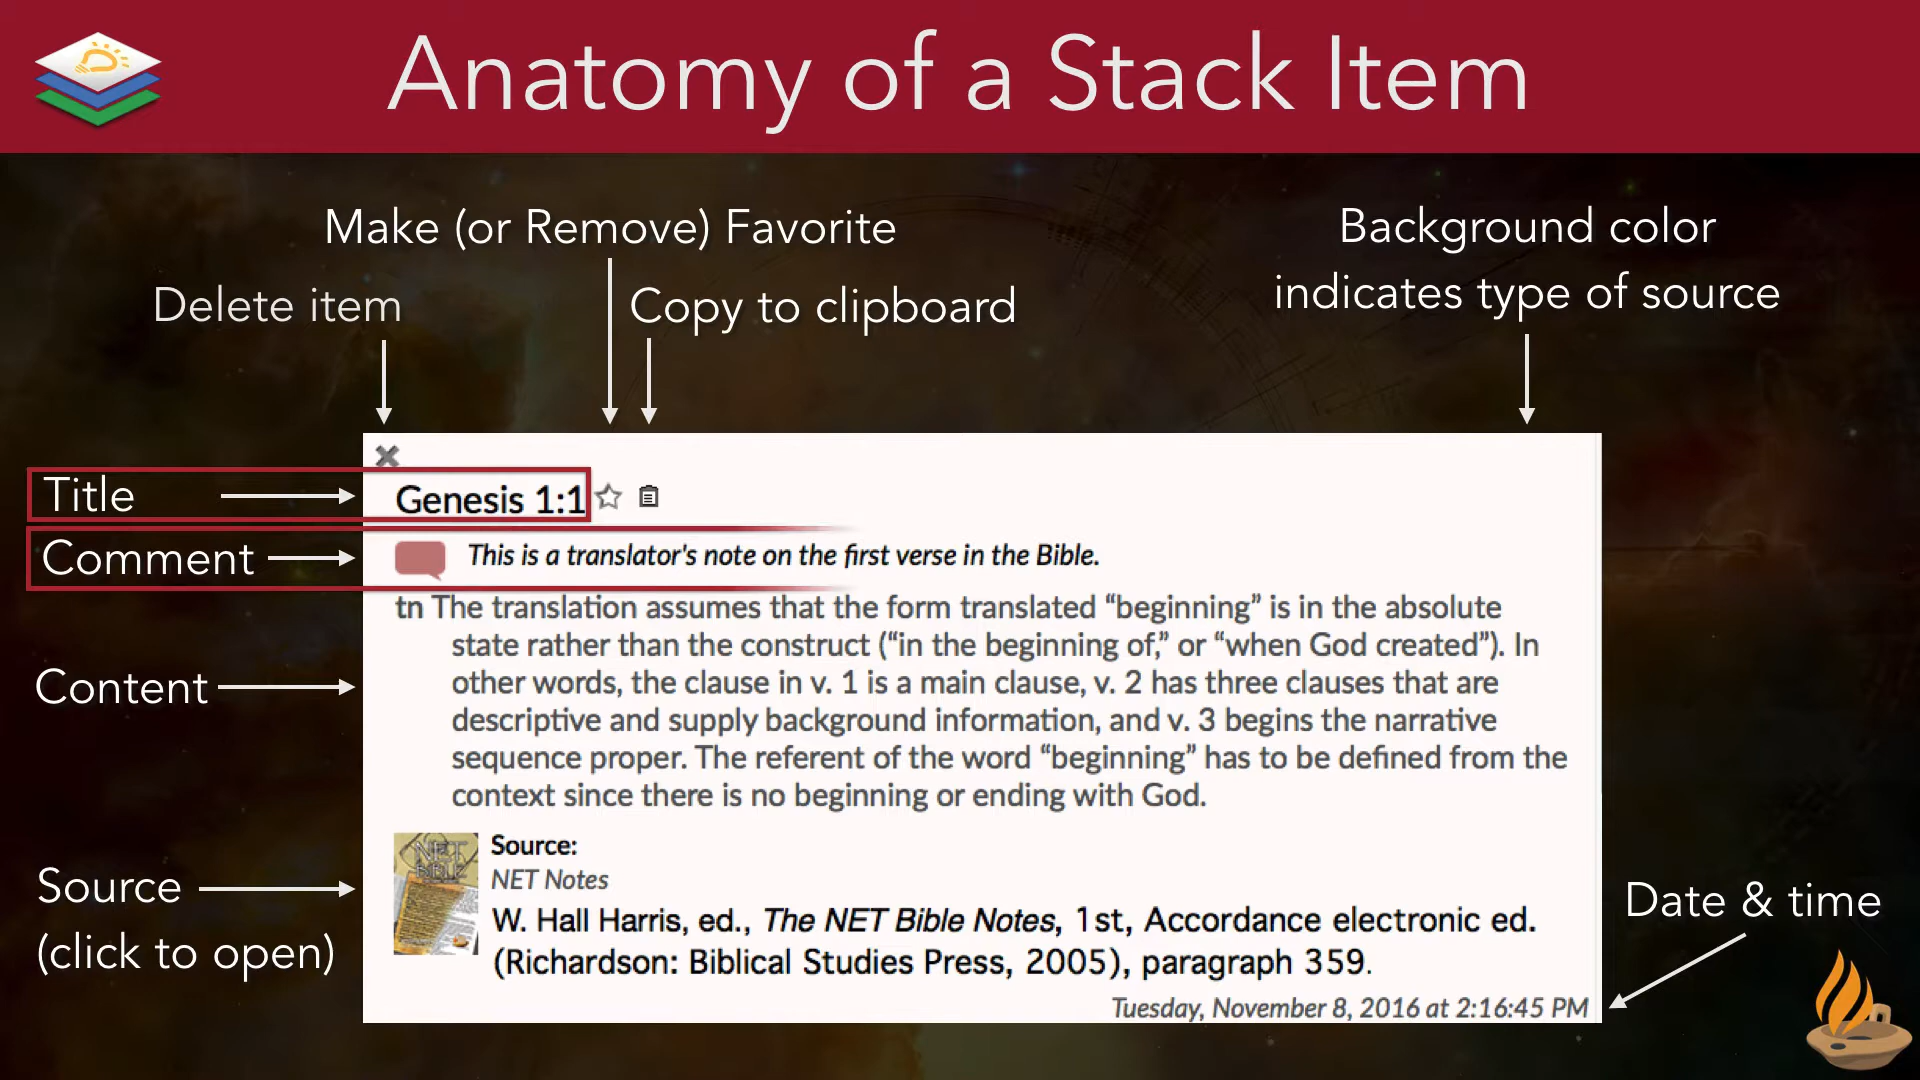 Anatomy of a Stack Item
Make (or Remove) Favorite
Background color
indicates type of source
Delete item
Copy to clipboard
Title
Genesis 1:1
Comment
This is a translator's note on the first verse in the Bible.
tn The translation assumes that the form translated “beginning” is in the absolute
state rather than the construct (“in the beginning of,” or “when God created”). In
other words, the clause in v. 1 is a main clause, v. 2 has three clauses that are
descriptive and supply background information, and v. 3 begins the narrative
sequence proper. The referent of the word “beginning” has to be defined from the
context since there is no beginning or ending with God.
Content
Source
(click to open)
NET
BIBLE
Source:
NET Notes
W. Hall Harris, ed., The NET Bible Notes, 1st, Accordance electronic ed.
(Richardson: Biblical Studies Press, 2005), paragraph 359.
Date & time
Tuesday, November 8, 2016 at 2:16:45 PM